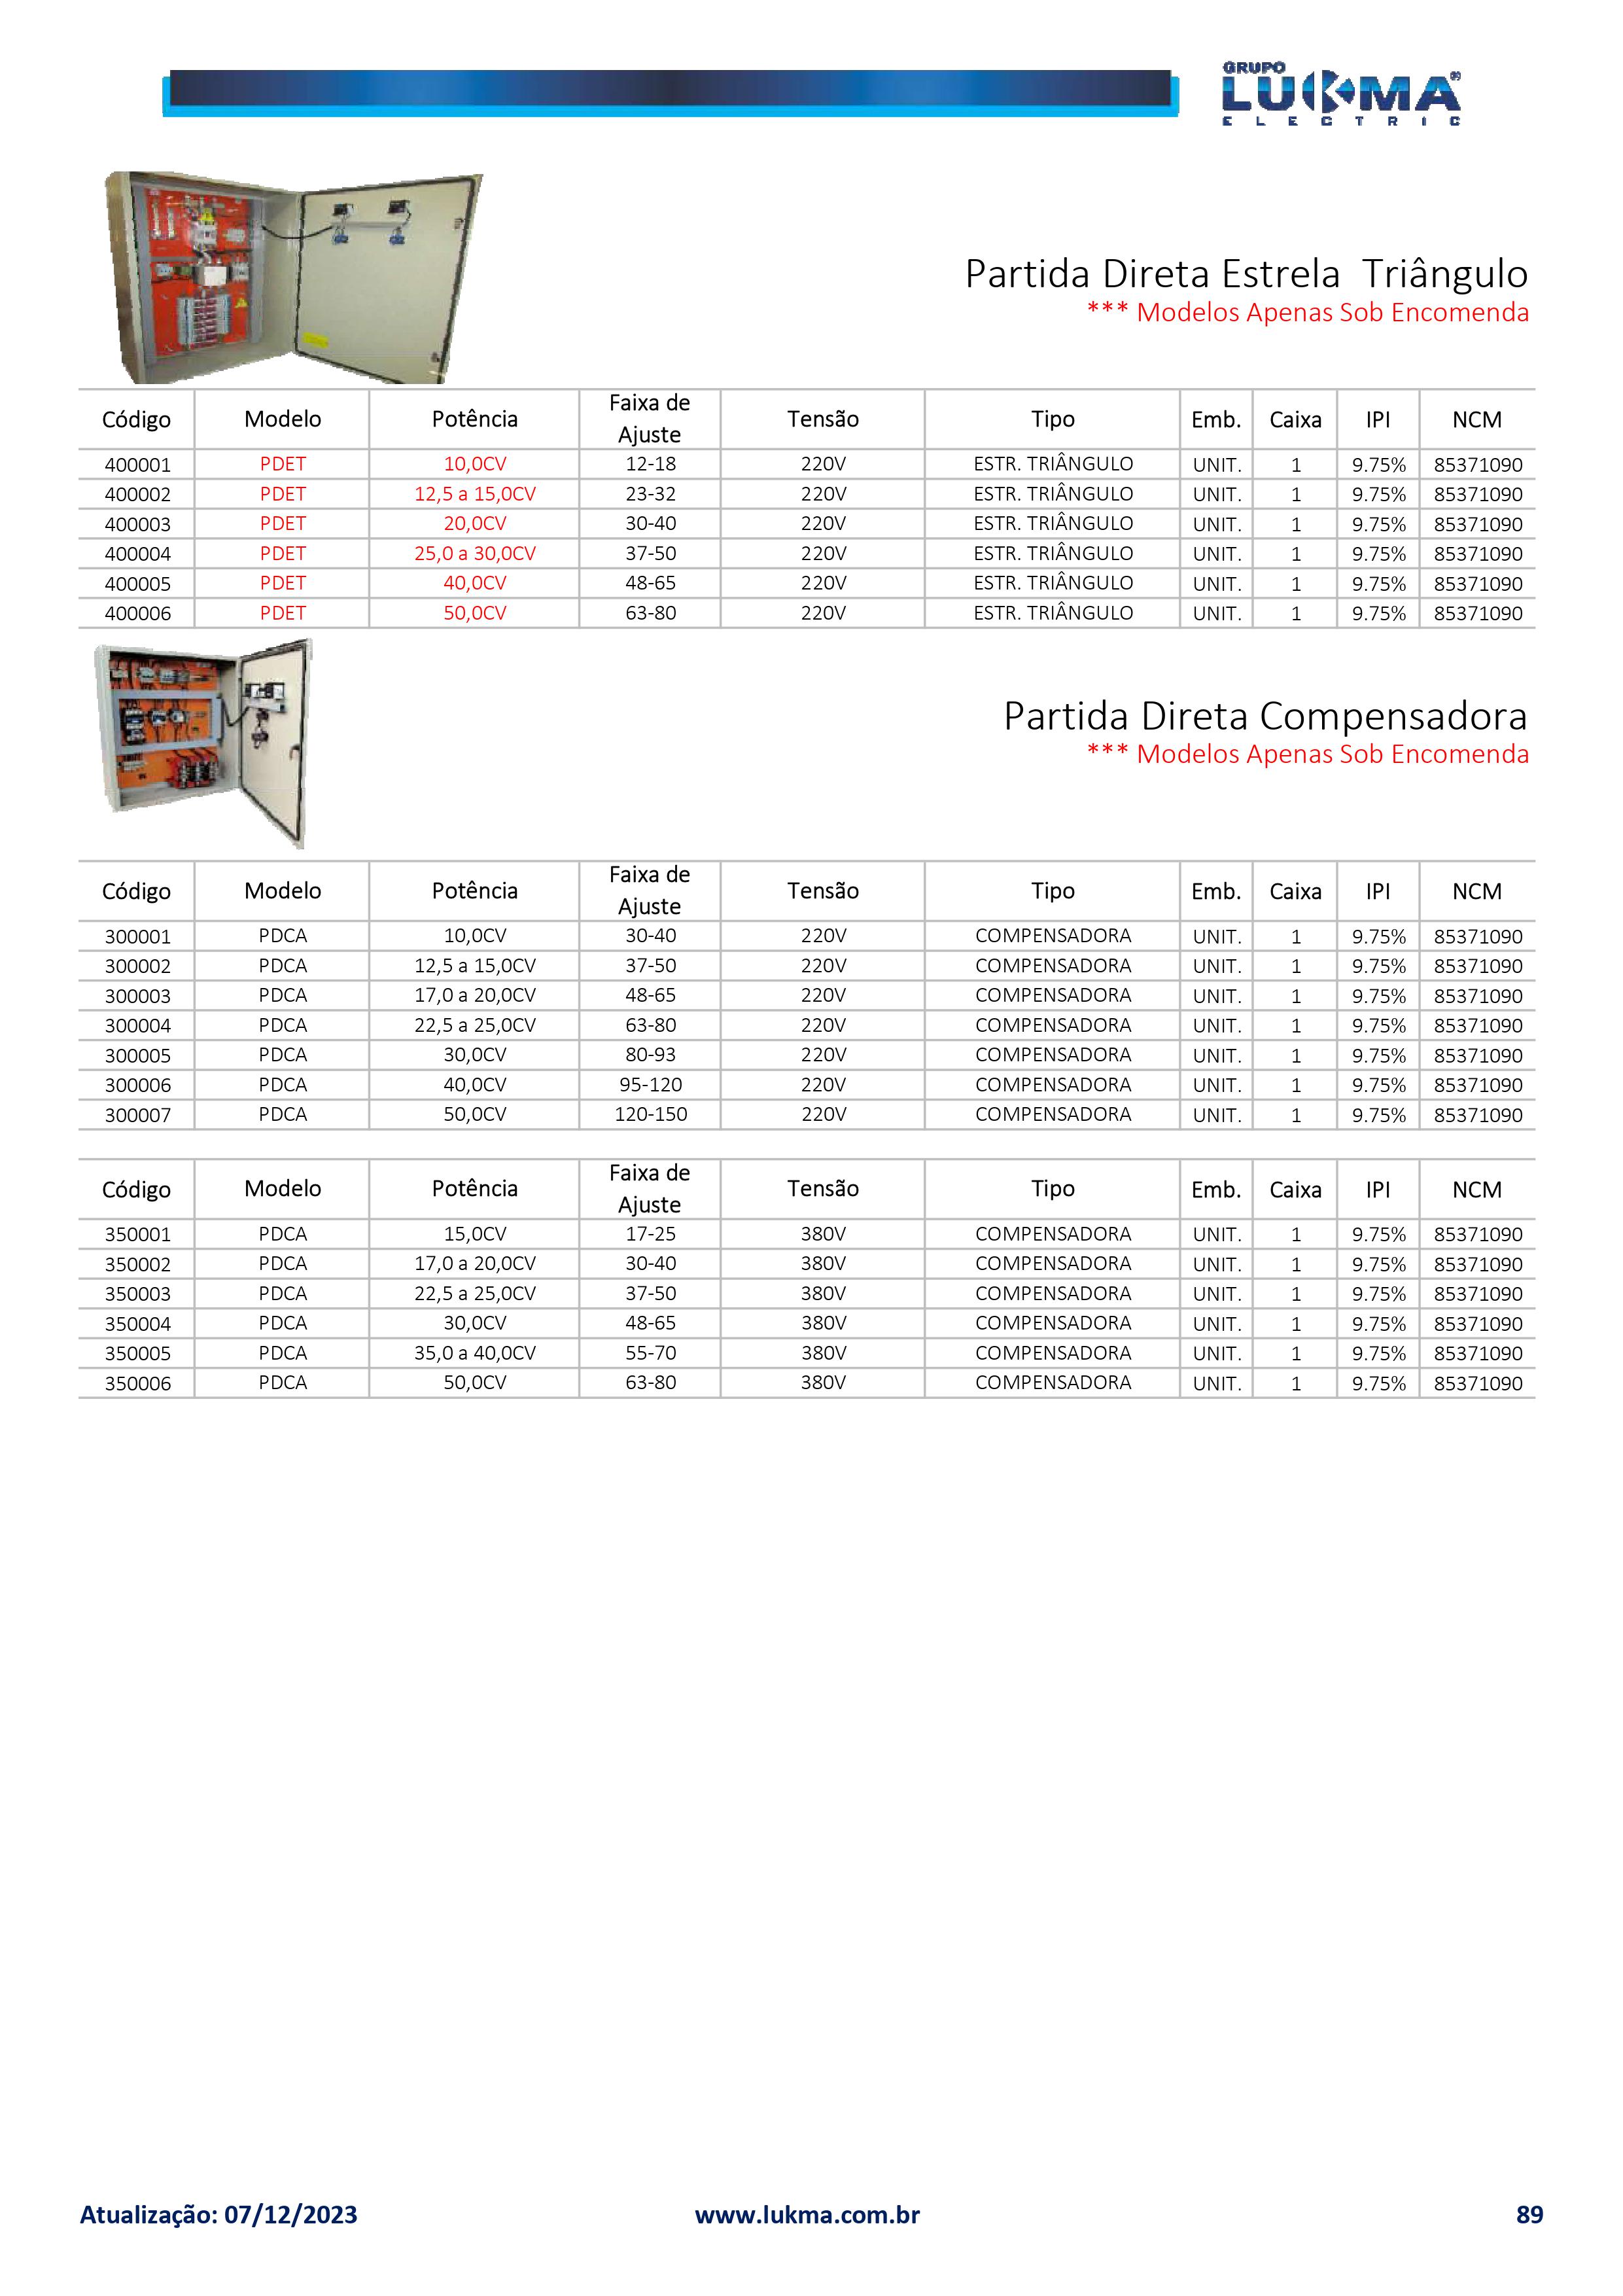 GRUPO
LUKMA®
ELECTRIC
Partida Direta Estrela  Triângulo
*** Modelos Apenas Sob Encomenda
Código Modelo Potência Faixa de Ajuste Tensão Tipo Emb. Caixa IPI NCM
400001 PDET 10,0CV 12-18 220V ESTR. TRIÂNGULO UNIT. 1 9.75% 85371090
400002 PDET 12,5 a 15,0CV 23-32 220V ESTR. TRIÂNGULO UNIT. 1 9.75% 85371090
400003 PDET 20,0CV 30-40 220V ESTR. TRIÂNGULO UNIT. 1 9.75% 85371090
400004 PDET 25,0 a 30,0CV 37-50 220V ESTR. TRIÂNGULO UNIT. 1 9.75% 85371090
400005 PDET 40,0CV 48-65 220V ESTR. TRIÂNGULO UNIT. 1 9.75% 85371090
400006 PDET 50,0CV 63-80 220V ESTR. TRIÂNGULO UNIT. 1 9.75% 85371090
Partida Direta Compensadora
*** Modelos Apenas Sob Encomenda
Código Modelo Potência Faixa de Ajuste Tensão Tipo Emb. Caixa IPI NCM
300001 PDCA 10,0CV 30-40 220V COMPENSADORA UNIT. 1 9.75% 85371090
300002 PDCA 12,5 a 15,0CV 37-50 220V COMPENSADORA UNIT. 1 9.75% 85371090
300003 PDCA 17,0 a 20,0CV 48-65 220V COMPENSADORA UNIT. 1 9.75% 85371090
300004 PDCA 22,5 a 25,0CV 63-80 220V COMPENSADORA UNIT. 1 9.75% 85371090
300005 PDCA 30,0CV 80-93 220V COMPENSADORA UNIT. 1 9.75% 85371090
300006 PDCA 40,0CV 95-120 220V COMPENSADORA UNIT. 1 9.75% 85371090
300007 PDCA 50,0CV 120-150 220V COMPENSADORA UNIT. 1 9.75% 85371090
Código Modelo Potência Faixa de Ajuste Tensão Tipo Emb. Caixa IPI NCM
350001 PDCA 15,0CV 17-25 380V COMPENSADORA UNIT. 1 9.75% 85371090
350002 PDCA 17,0 a 20,0CV 30-40 380V COMPENSADORA UNIT. 1 9.75% 85371090
350003 PDCA 22,5 a 25,0CV 37-50 380V COMPENSADORA UNIT. 1 9.75% 85371090
350004 PDCA 30,0CV 48-65 380V COMPENSADORA UNIT. 1 9.75% 85371090
350005 PDCA 35,0 a 40,0CV 55-70 380V COMPENSADORA UNIT. 1 9.75% 85371090
350006 PDCA 50,0CV 63-80 380V COMPENSADORA UNIT. 1 9.75% 85371090
Atualização: 07/12/2023 www.lukma.com.br 89